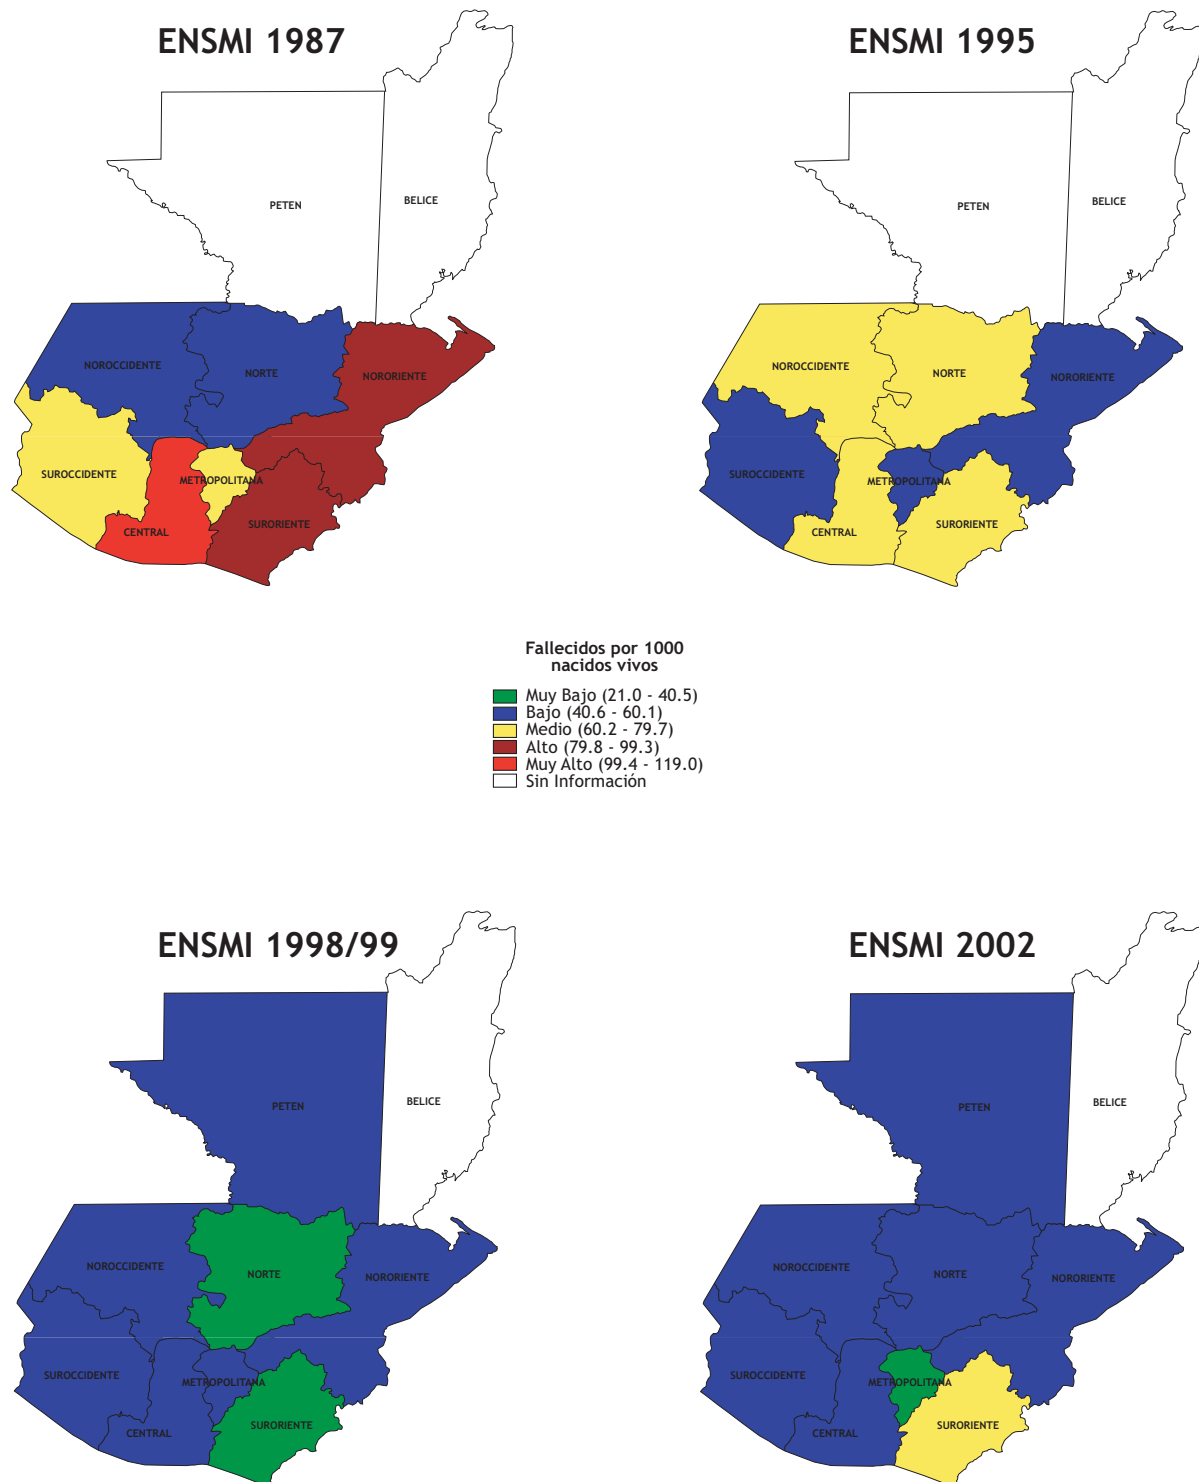 ENSMI 1987
PETEN
BELICE
NOROCCIDENTE
NORTE
NORORIENTE
SUROCCIDENTE
METROPOLITANA
CENTRAL
SURORIENTE
ENSMI 1995
PETEN
BELICE
NOROCCIDENTE
NORTE
NORORIENTE
SUROCCIDENTE
METROPOLITANA
CENTRAL
SURORIENTE
Fallecidos por 1000
nacidos vivos
Muy Bajo (21.0 - 40.5)
Bajo (40.6 - 60.1)
Medio (60.2 - 79.7)
Alto (79.8 - 99.3)
Muy Alto (99.4 - 119.0)
Sin Información
ENSMI 1998/99
PETEN
BELICE
NOROCCIDENTE
NORTE
NORORIENTE
SUROCCIDENTE
METROPOLITANA
CENTRAL
SURORIENTE
ENSMI 2002
PETEN
BELICE
NOROCCIDENTE
NORTE
NORORIENTE
SUROCCIDENTE
METROPOLITANA
CENTRAL
SURORIENTE